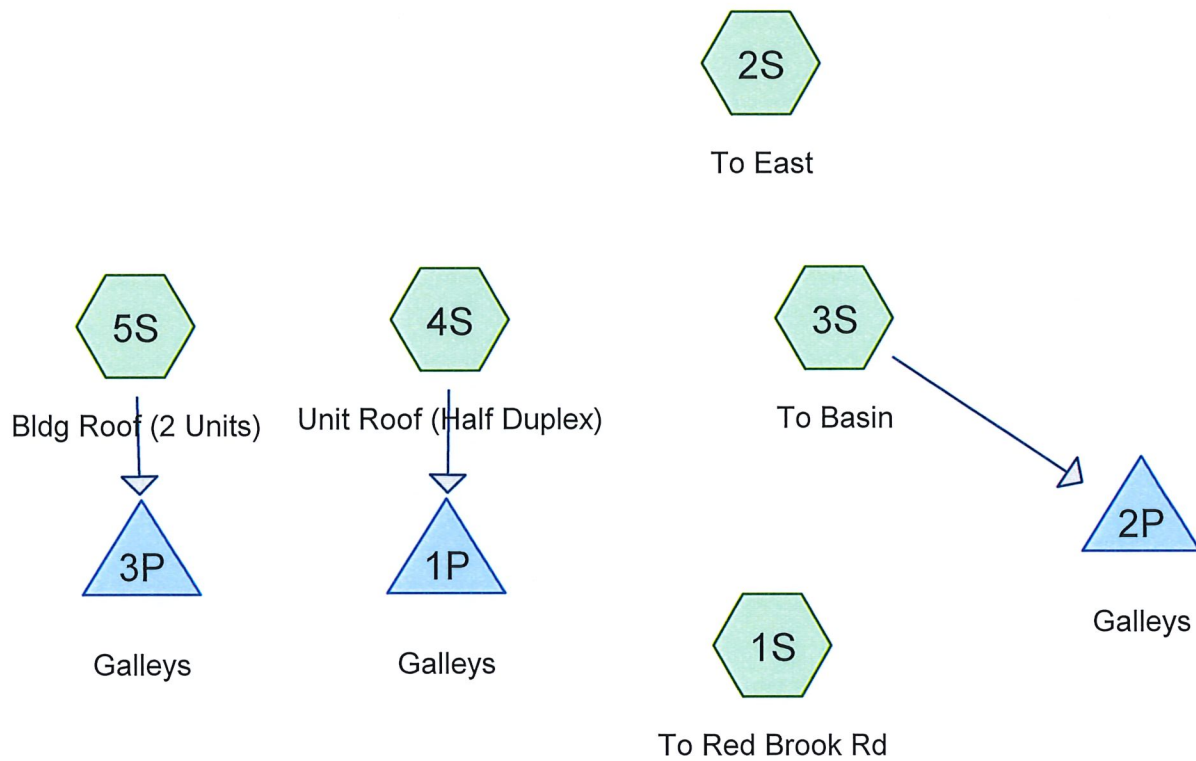 2S
To East
5S
4S
3S
Bldg Roof (2 Units)
Unit Roof (Half Duplex)
To Basin
3P
1P
2P
Galleys
Galleys
Galleys
1S
To Red Brook Rd